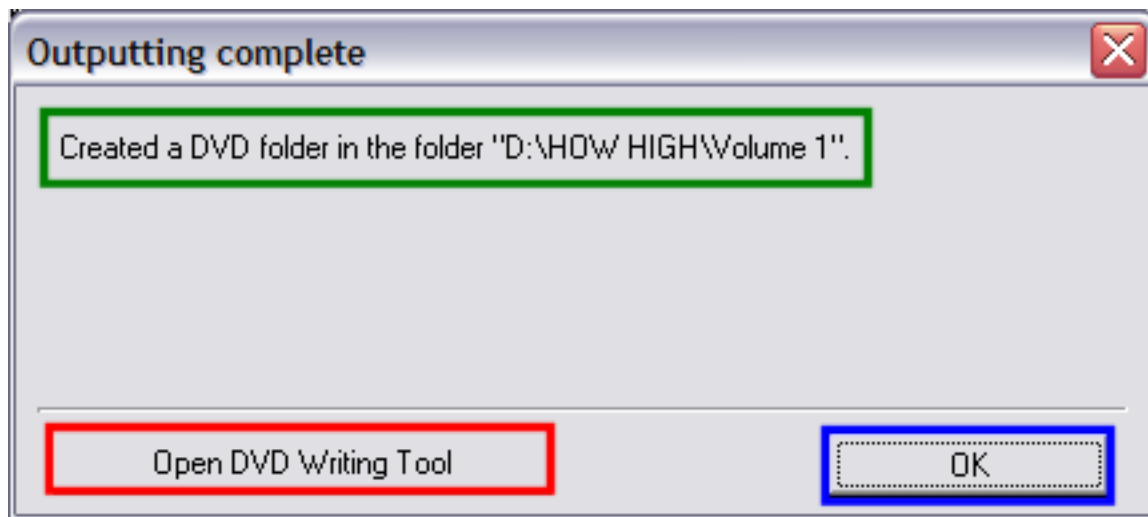 Outputting complete
Created a DVD folder in the folder "D:\HOW HIGH\Volume 1".
Open DVD Writing Tool
OK